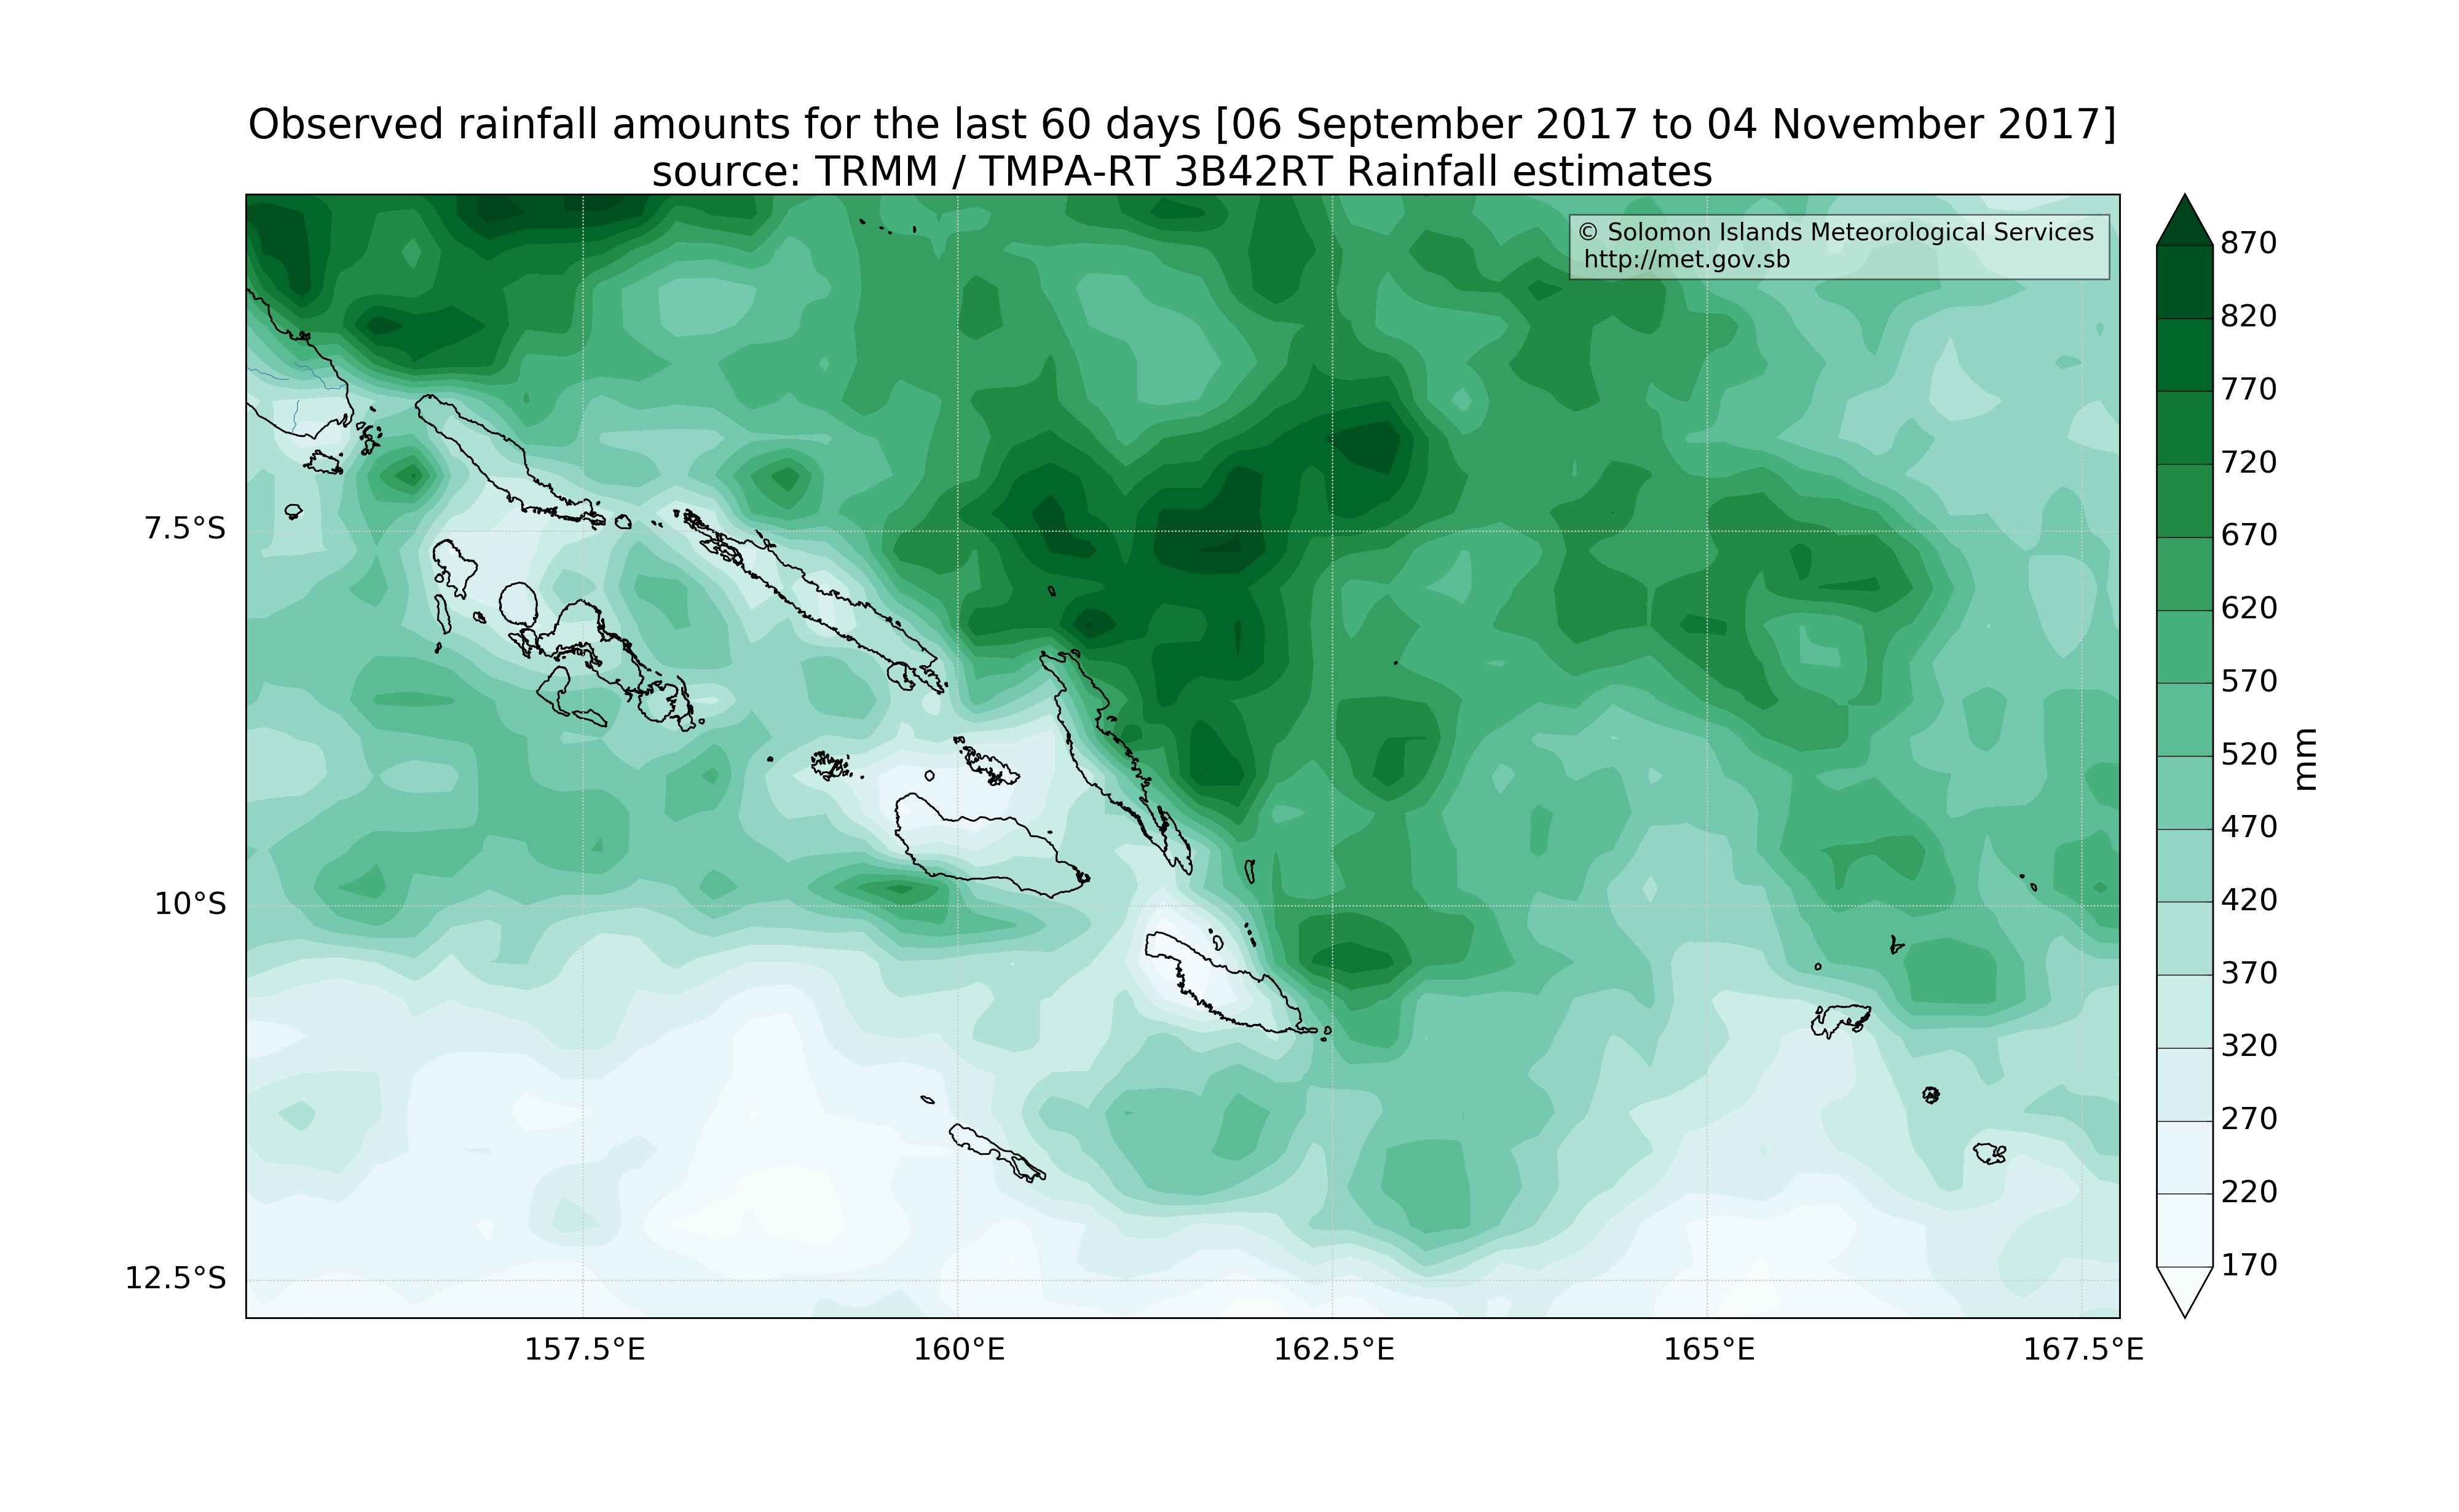 Observed rainfall amounts for the last 60 days [06 September 2017 to 04 November 2017]
source: TRMM / TMPA-RT 3B42RT Rainfall estimates
© Solomon Islands Meteorological Services
http://met.gov.sb
7.5°S
10°S
12.5°S
157.5°E
160°E
162.5°E
165°E
167.5°E
870
820
770
720
670
620
570
520
470
420
370
320
270
220
170
mm